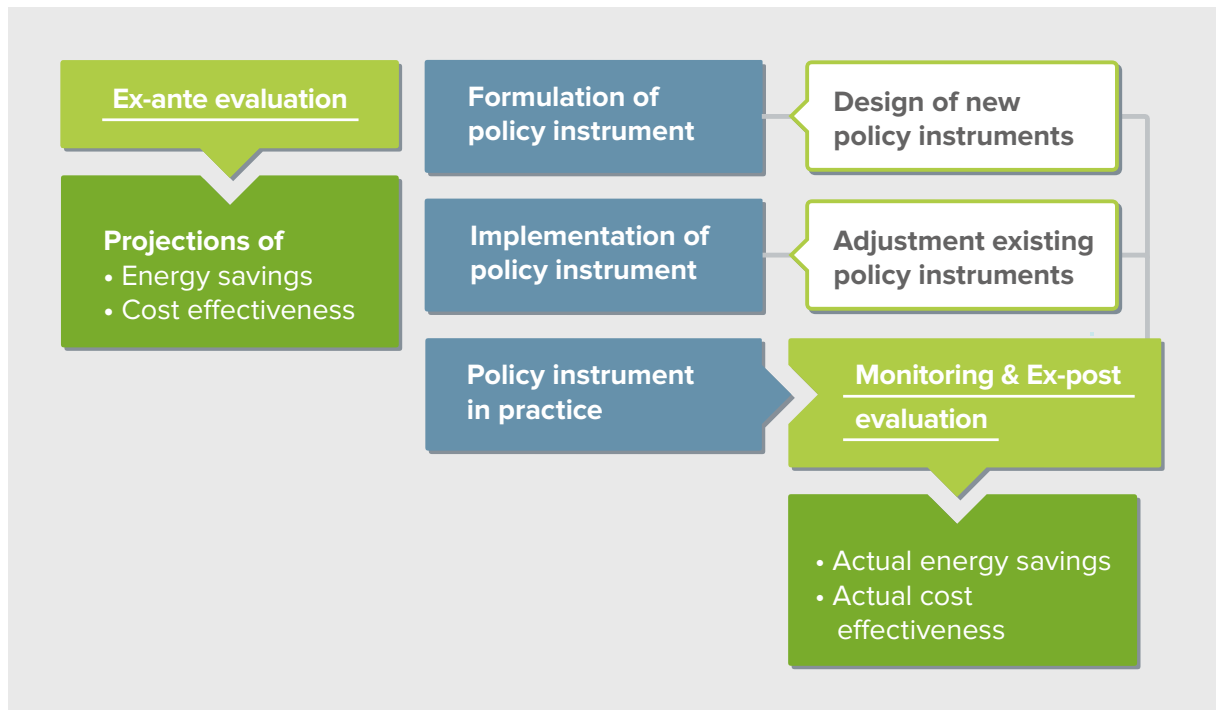 Ex-ante evaluation
Projections of
• Energy savings
• Cost effectiveness
Formulation of
policy instrument
Design of new
policy instruments
Implementation of
policy instrument
Adjustment existing
policy instruments
Policy instrument
in practice
Monitoring & Ex-post
evaluation
• Actual energy savings
• Actual cost
effectiveness